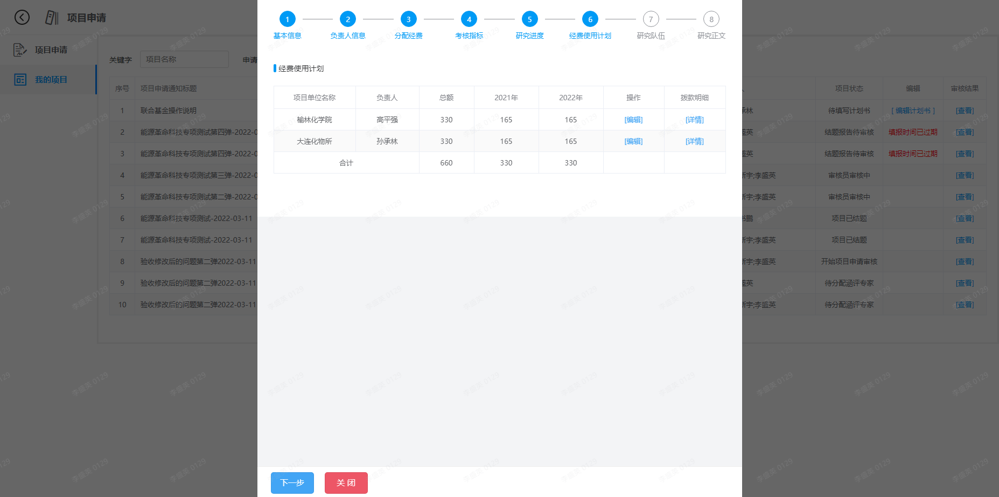 项目申请
项目申请
我的项目
关键字 项目名称 申请
序号 项目申请通知标题 项目状态 编辑 审核结果
1 联合基金操作说明 承林 待填写计划书 [ 编辑计划书 ] [查看]
2 能源革命科技专项测试第四弹-2022-0 盛英 结题报告待审核 填报时间已过期 [查看]
3 能源革命科技专项测试第四弹-2022-0 盛英 结题报告待审核 填报时间已过期 [查看]
4 能源革命科技专项测试第三弹-2022-0 新宇;李盛英 审核员审核中 [查看]
5 能源革命科技专项测试第二弹-2022-0 新宇;李盛英 审核员审核中 [查看]
6 能源革命科技专项测试-2022-03-11 书鹏 项目已结题 [查看]
7 能源革命科技专项测试-2022-03-11 新宇;李盛英 项目已结题 [查看]
8 验收修改后的问题第二弹2022-03-11 新宇;李盛英 开始项目申请审核 [查看]
9 验收修改后的问题第二弹2022-03-11 盛英 待分配函评专家 [查看]
10 验收修改后的问题第二弹2022-03-11 新宇;李盛英 待分配函评专家 [查看]
1 2 3 4 5 6 7 8
基本信息 负责人信息 分配经费 考核指标 研究进度 经费使用计划 研究队伍 研究正文
经费使用计划
项目单位名称 负责人 总额 2021年 2022年 操作 拨款明细
榆林化学院 高平强 330 165 165 [编辑] [详情]
大连化物所 孙承林 330 165 165 [编辑] [详情]
合计 660 330 330
下一步 关 闭
李盛英 0129